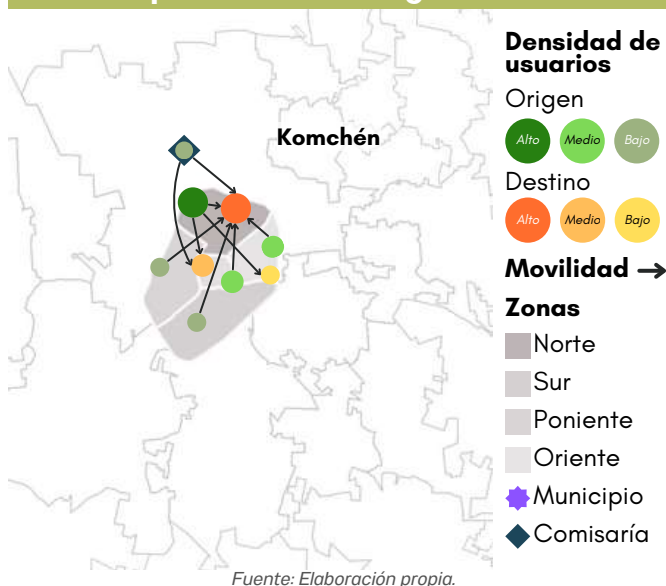 Komchén
Densidad de
usuarios
Origen
Alto Medio Bajo
Destino
Alto Medio Bajo
Movilidad →
Zonas
Norte
Sur
Poniente
Oriente
Municipio
Comisaría
Fuente: Elaboración propia.